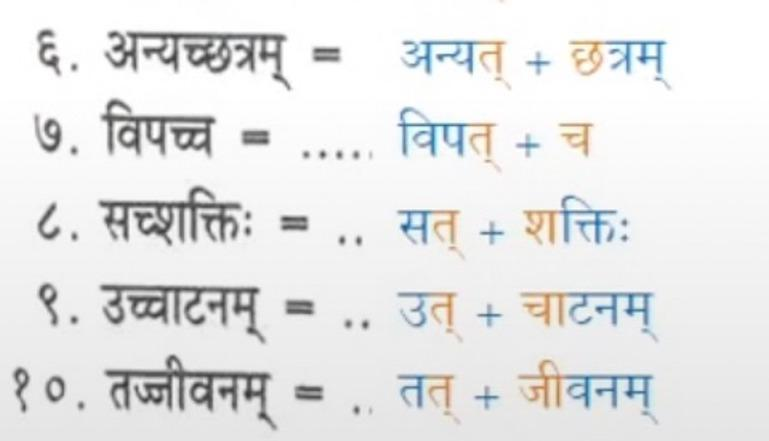 ६. अन्यच्छत्रम् = अन्यत् + छत्रम्
७. विपच्च = ..... विपत् + च
८. सच्शक्तिः = .. सत् + शक्तिः
९. उच्चाटनम् = .. उत् + चाटनम्
१०. तज्जीवनम् = .. तत् + जीवनम्